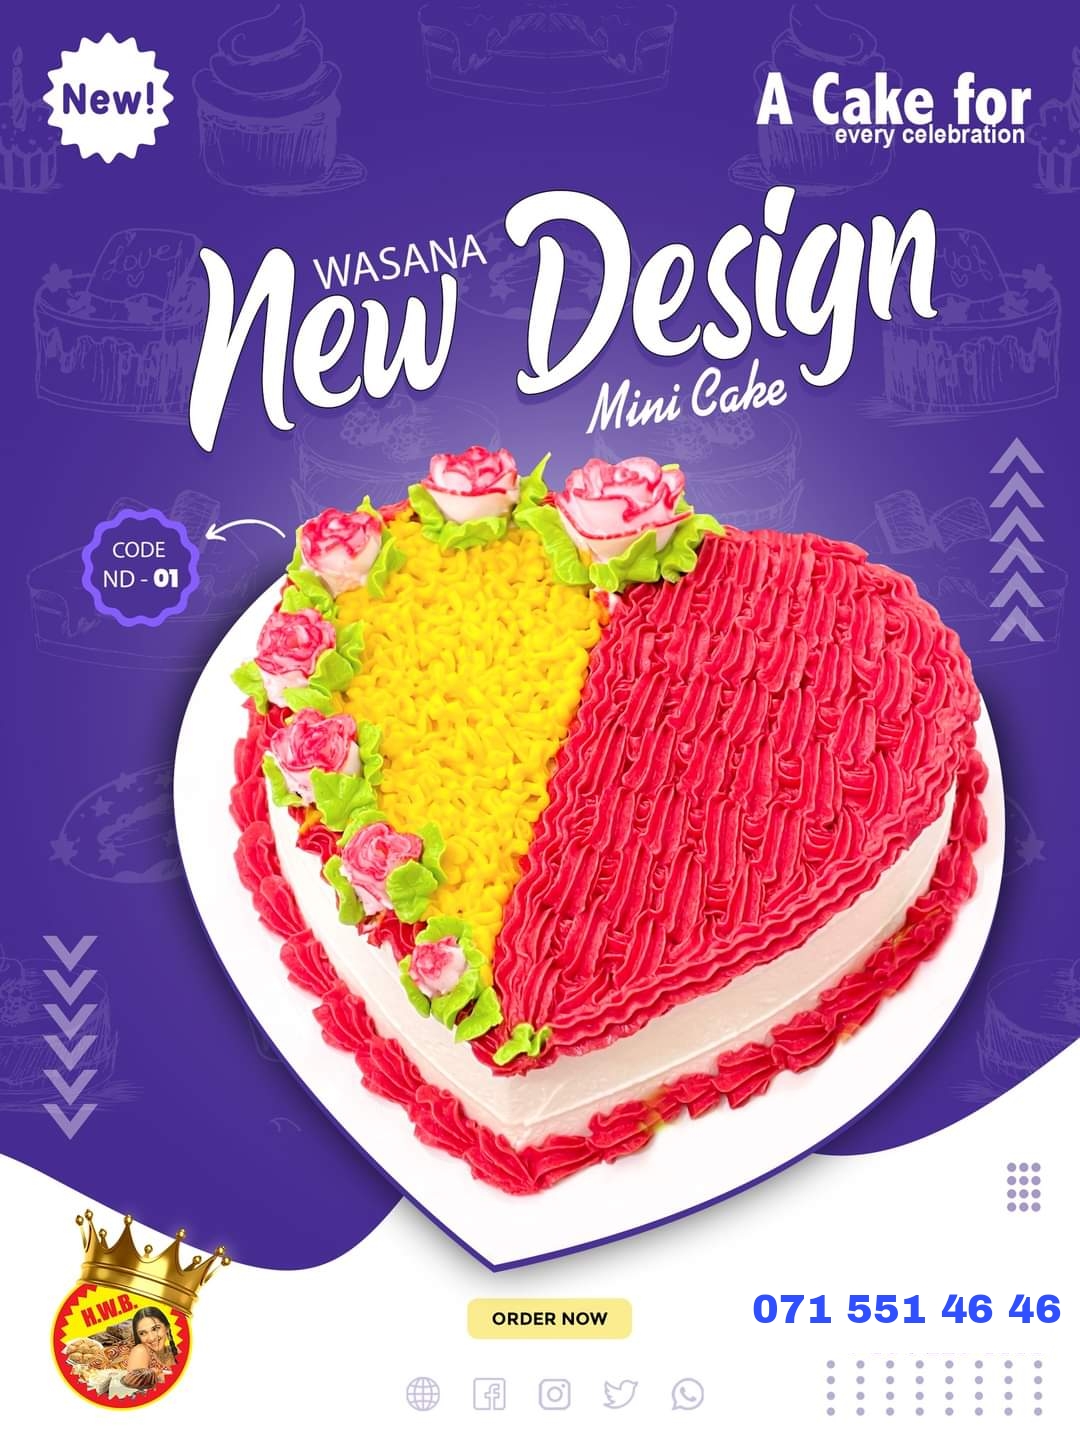 New!
A Cake for
every celebration
WASANA
New Design
Mini Cake
CODE
ND - 01
H.W.B.
ORDER NOW
071 551 46 46